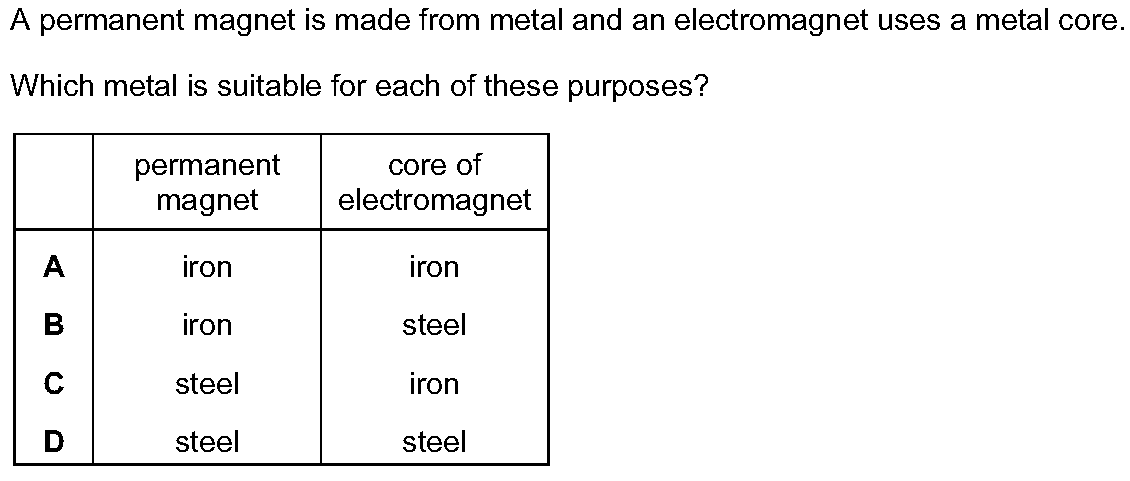 A permanent magnet is made from metal and an electromagnet uses a metal core.
Which metal is suitable for each of these purposes?
permanent magnet core of electromagnet
A iron iron
B iron steel
C steel iron
D steel steel